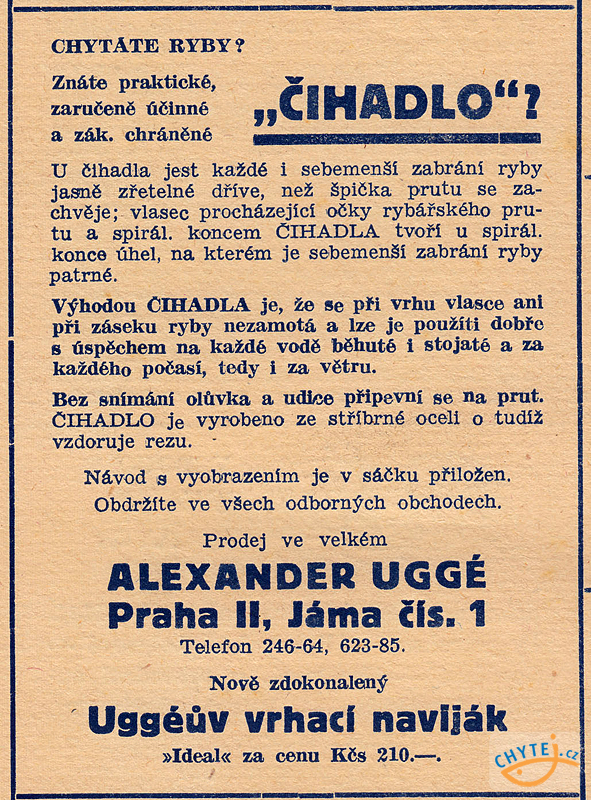 CHYTÁTE RYBY?
Znáte praktické,
zaručeně účinné
a zák. chráněné
„ČIHADLO“?
U čihadla jest každé i sebemenší zabrání ryby
jasně zřetelné dříve, než špička prutu se za-
chvěje; vlasec procházející očky rybářského pru-
tu a spirál. koncem ČIHADLA tvoří u spirál.
konce úhel, na kterém je sebemenší zabrání ryby
patrné.
Výhodou ČIHADLA je, že se při vrhu vlasce ani
při záseku ryby nezamotá a lze je použíti dobře
s úspěchem na každé vodě běhuté i stojaté a za
každého počasí, tedy i za větru.
Bez snímání olůvka a udice připevní se na prut.
ČIHADLO je vyrobeno ze stříbrné oceli o tudíž
vzdoruje rezu.
Návod s vyobrazením je v sáčku přiložen.
Obdržíte ve všech odborných obchodech.
Prodej ve velkém
ALEXANDER UGGÉ
Praha II, Jáma čís. 1
Telefon 246-64, 623-85.
Nově zdokonalený
Uggéův vrhací naviják
»Ideal« za cenu Kčs 210.—.
CHYTEJ.cz